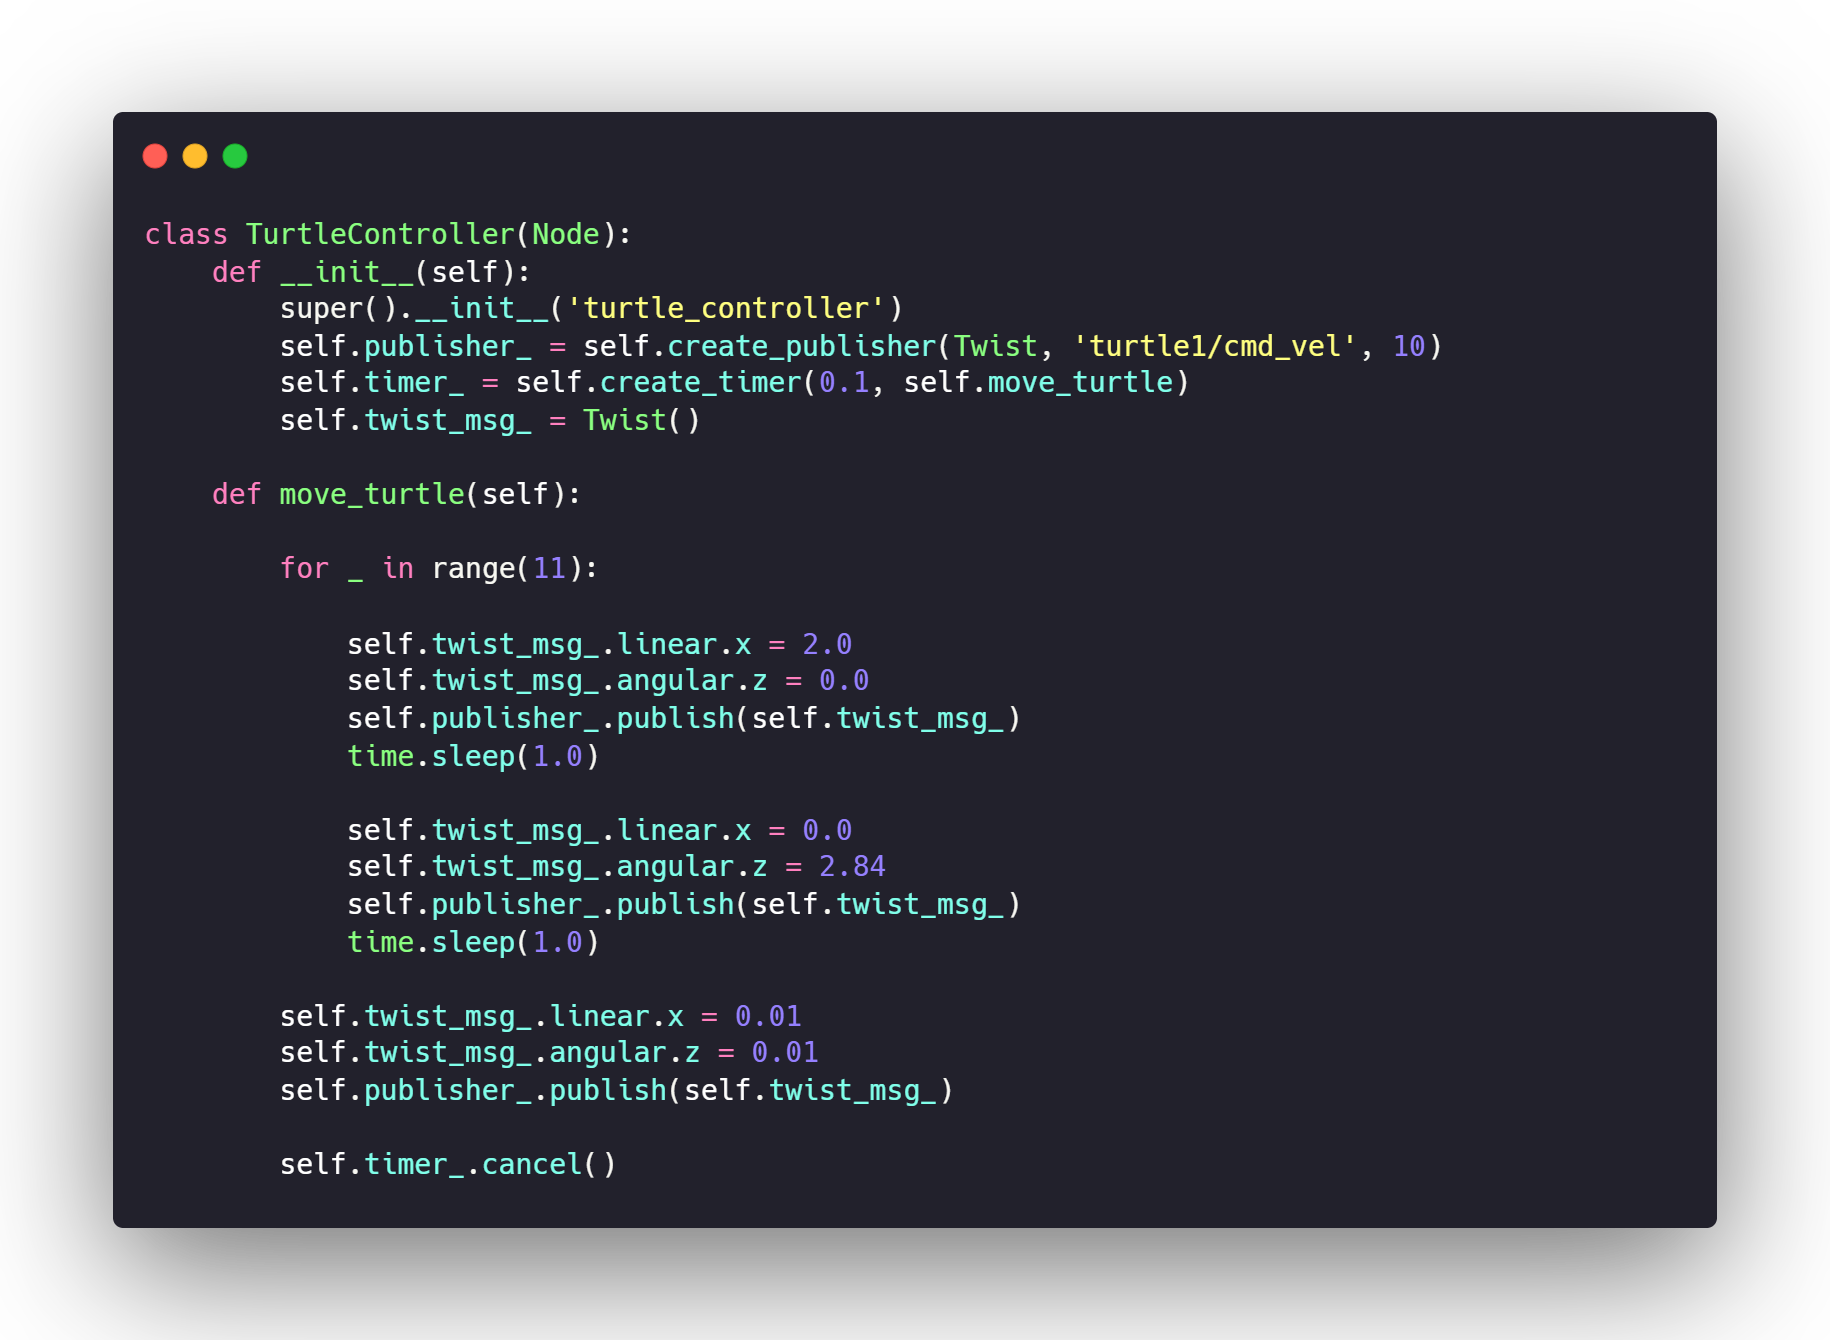 class TurtleController(Node):
    def __init__(self):
        super().__init__('turtle_controller')
        self.publisher_ = self.create_publisher(Twist, 'turtle1/cmd_vel', 10)
        self.timer_ = self.create_timer(0.1, self.move_turtle)
        self.twist_msg_ = Twist()

    def move_turtle(self):

        for _ in range(11):

            self.twist_msg_.linear.x = 2.0
            self.twist_msg_.angular.z = 0.0
            self.publisher_.publish(self.twist_msg_)
            time.sleep(1.0)

            self.twist_msg_.linear.x = 0.0
            self.twist_msg_.angular.z = 2.84
            self.publisher_.publish(self.twist_msg_)
            time.sleep(1.0)

        self.twist_msg_.linear.x = 0.01
        self.twist_msg_.angular.z = 0.01
        self.publisher_.publish(self.twist_msg_)

        self.timer_.cancel()